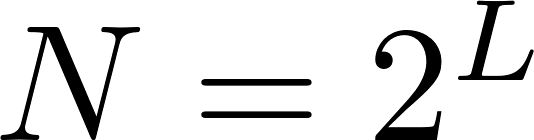 N = 2^L